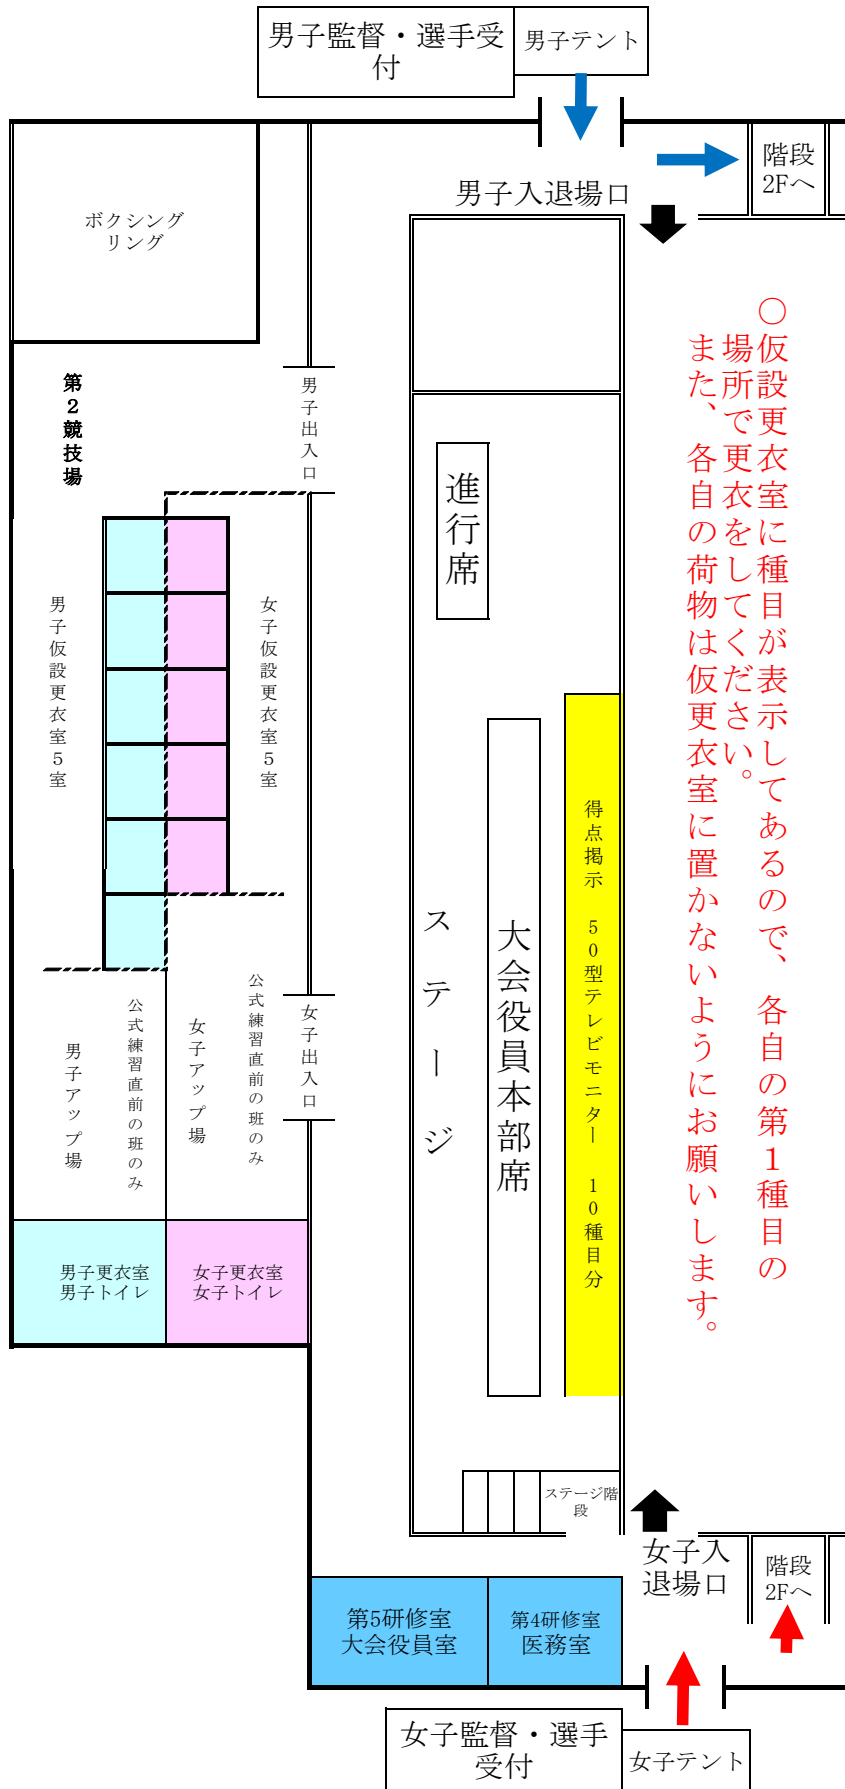 男子監督・選手受
付
男子テント
階段
2Fへ
男子入退場口
ボクシング
リング
○仮設更衣室に種目が表示してあるので、各自の第1種目の
場所で更衣をしてください。
また、各自の荷物は仮更衣室に置かないようにお願いします。
第2競技場
男子出入口
進行席
男子仮設更衣室5室
女子仮設更衣室5室
得点掲示 50型テレビモニター 10種目分
大会役員本部席
ステージ
女子出入口
公式練習直前の班のみ
女子アップ場
公式練習直前の班のみ
男子アップ場
男子更衣室
男子トイレ
女子更衣室
女子トイレ
ステージ階
段
女子入
退場口
階段
2Fへ
第5研修室
大会役員室
第4研修室
医務室
女子監督・選手
受付
女子テント